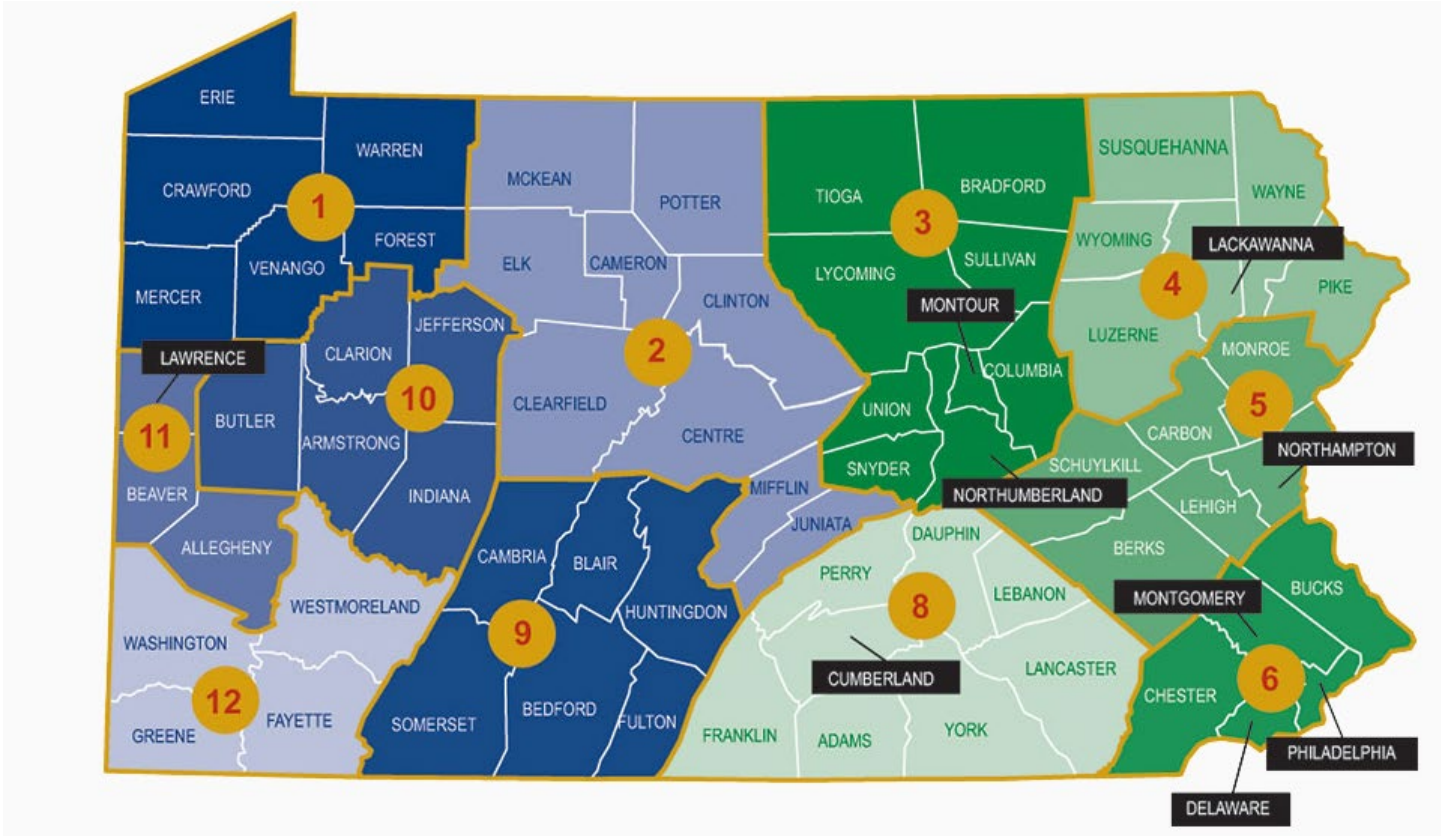 ERIE
WARREN
CRAWFORD
1
FOREST
VENANGO
MERCER
MCKEAN
POTTER
ELK
CAMERON
CLINTON
2
CLEARFIELD
CENTRE
MIFFLIN
JUNIATA
TIOGA
BRADFORD
3
LYCOMING
SULLIVAN
MONTOUR
COLUMBIA
UNION
SNYDER
NORTHUMBERLAND
SUSQUEHANNA
WAYNE
WYOMING
LACKAWANNA
4
PIKE
LUZERNE
MONROE
5
CARBON
NORTHAMPTON
SCHUYLKILL
LEHIGH
BERKS
BUCKS
MONTGOMERY
6
CHESTER
PHILADELPHIA
DELAWARE
DAUPHIN
PERRY
8
LEBANON
CUMBERLAND
LANCASTER
FRANKLIN
ADAMS
YORK
CAMBRIA
BLAIR
HUNTINGDON
9
SOMERSET
BEDFORD
FULTON
JEFFERSON
CLARION
10
BUTLER
ARMSTRONG
INDIANA
LAWRENCE
11
BEAVER
ALLEGHENY
WESTMORELAND
WASHINGTON
12
FAYETTE
GREENE